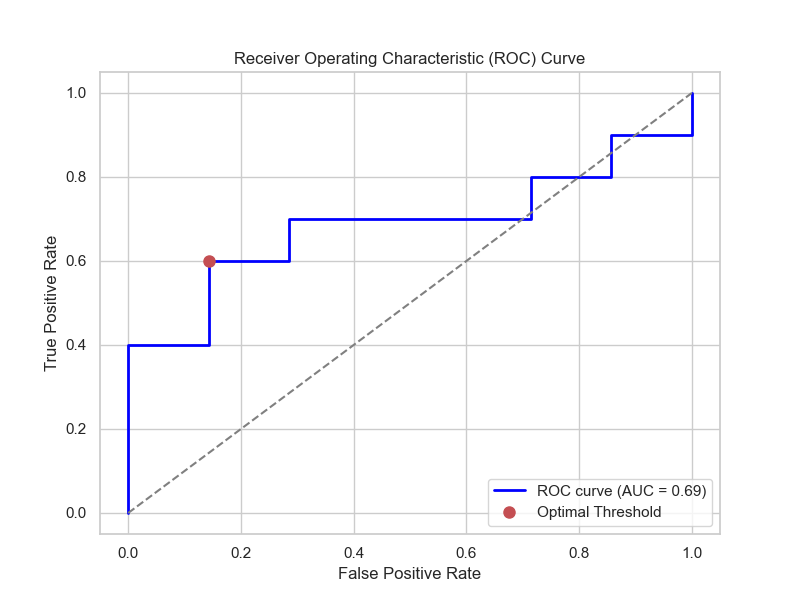 Receiver Operating Characteristic (ROC) Curve
True Positive Rate
1.0
0.8
0.6
0.4
0.2
0.0
0.0 0.2 0.4 0.6 0.8 1.0
False Positive Rate
ROC curve (AUC = 0.69)
Optimal Threshold